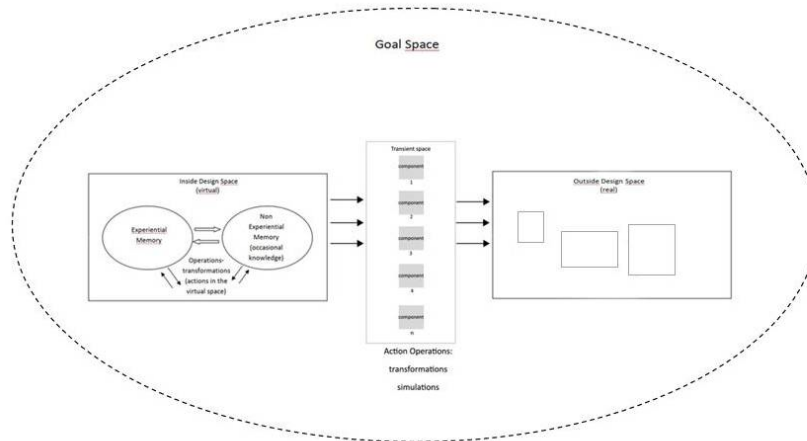 Goal Space
Inside Design Space
(virtual)
Experiential
Memory
Non
Experiential
Memory
(occasional
knowledge)
Operations-
transformations
(actions in the
virtual space)
Transient space
component
1
component
2
component
3
component
4
component
n
Action Operations:
transformations
simulations
Outside Design Space
(real)